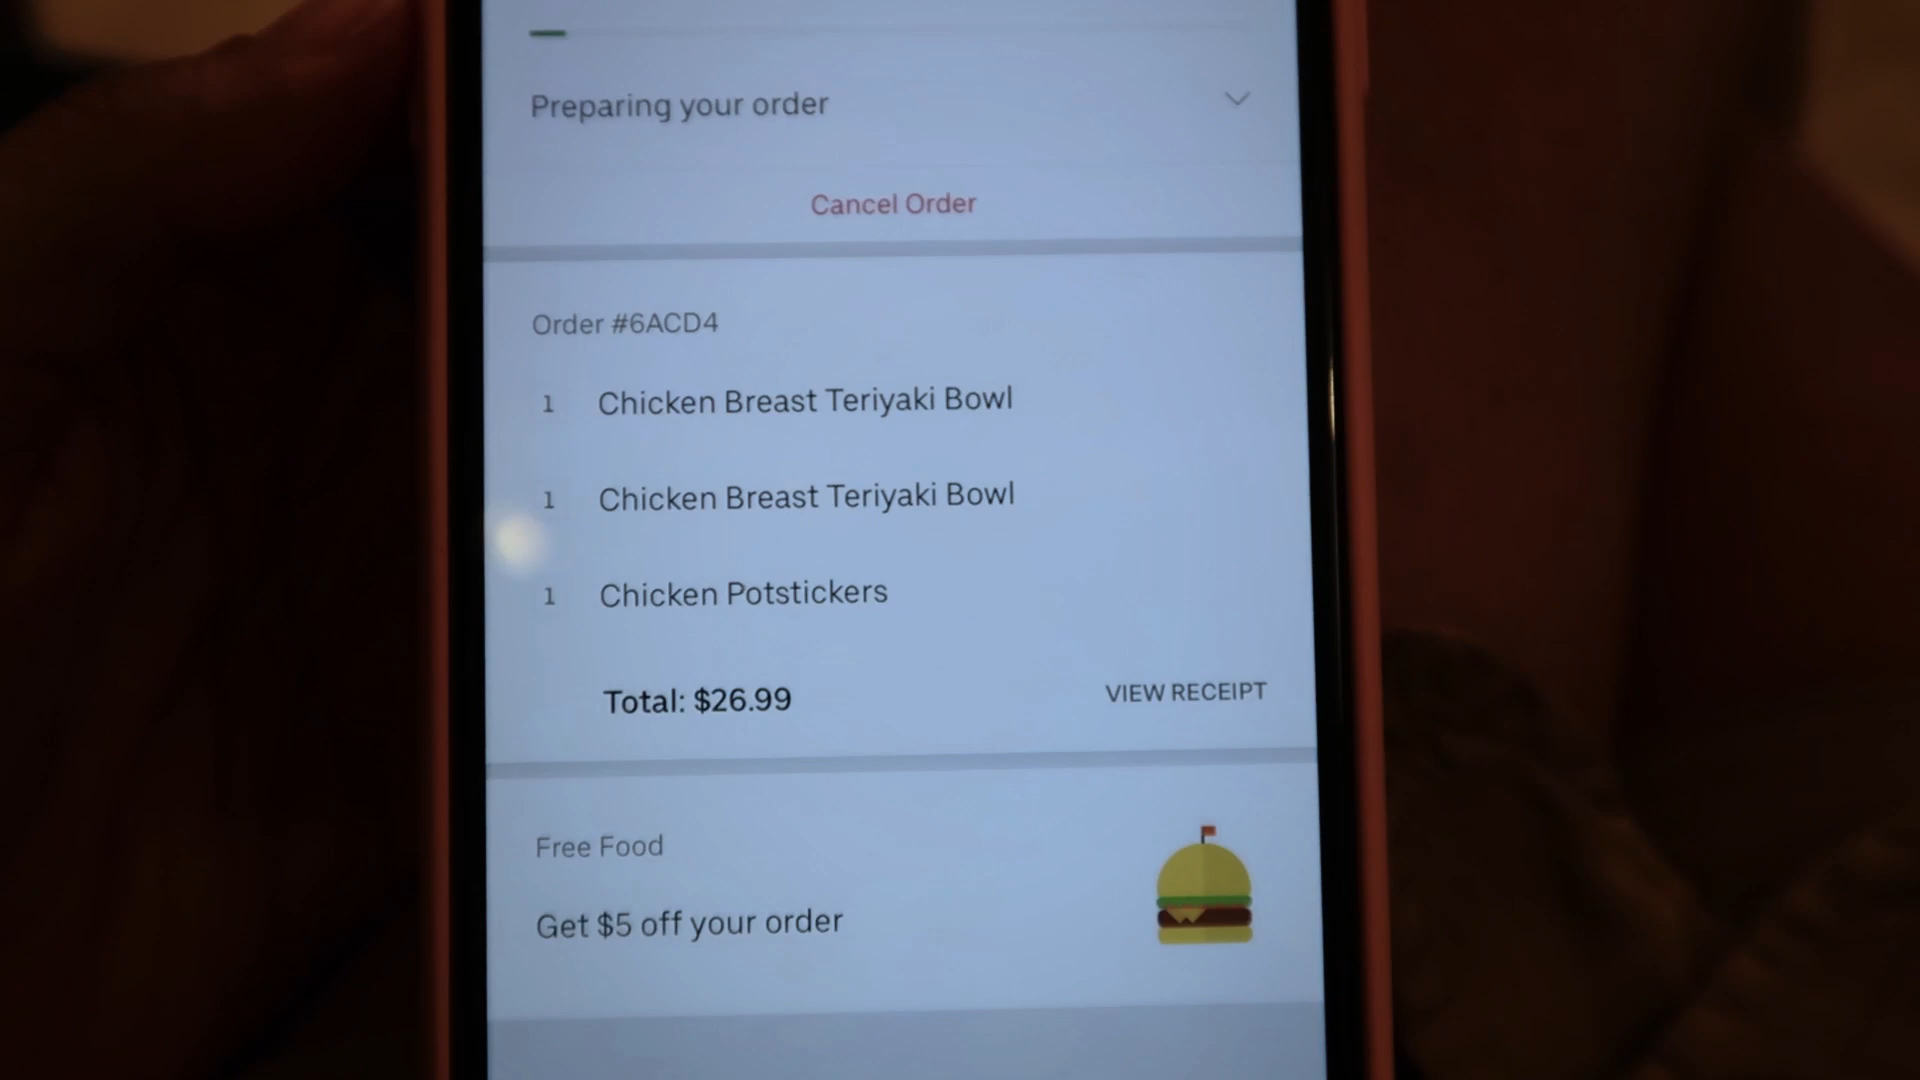 Preparing your order
Cancel Order
Order #6ACD4
1 Chicken Breast Teriyaki Bowl
1 Chicken Breast Teriyaki Bowl
1 Chicken Potstickers
Total: $26.99 VIEW RECEIPT
Free Food
Get $5 off your order